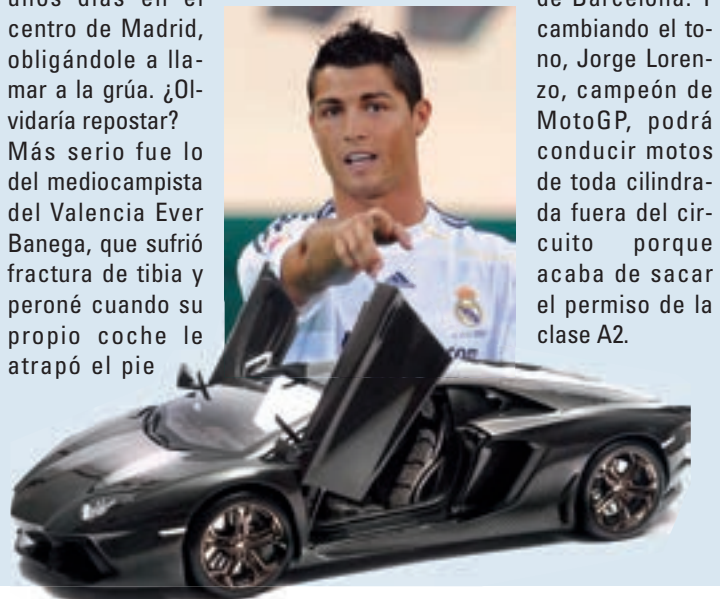 unos días en el
centro de Madrid,
obligándole a lla-
mar a la grúa. ¿Ol-
vidaría repostar?
Más serio fue lo
del mediocampista
del Valencia Ever
Banega, que sufrió
fractura de tibia y
peroné cuando su
propio coche le
atrapó el pie
de Barcelona. Y
cambiando el to-
no, Jorge Loren-
zo, campeón de
MotoGP, podrá
conducir motos
de toda cilindra-
da fuera del cir-
cuito porque
acaba de sacar
el permiso de la
clase A2.
.com